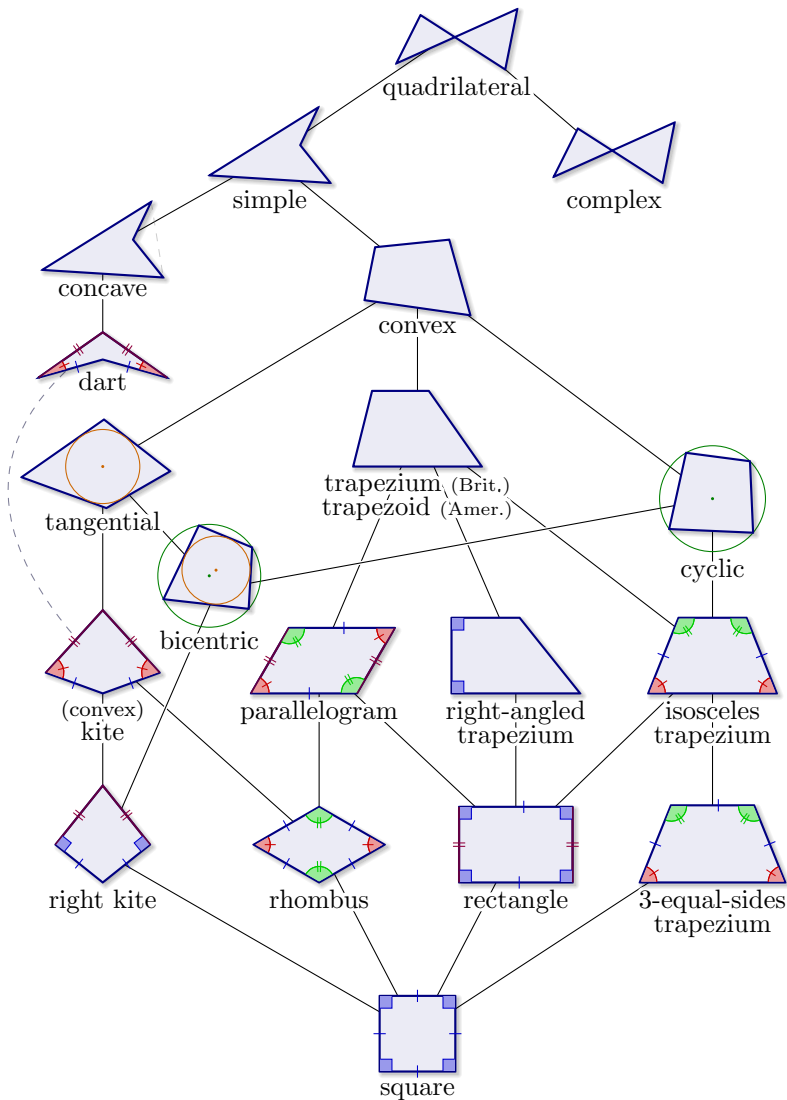 quadrilateral
simple
complex
concave
convex
dart
trapezium (Brit.)
trapezoid (Amer.)
tangential
cyclic
bicentric
(convex)
kite
parallelogram
right-angled
trapezium
isosceles
trapezium
right kite
rhombus
rectangle
3-equal-sides
trapezium
square